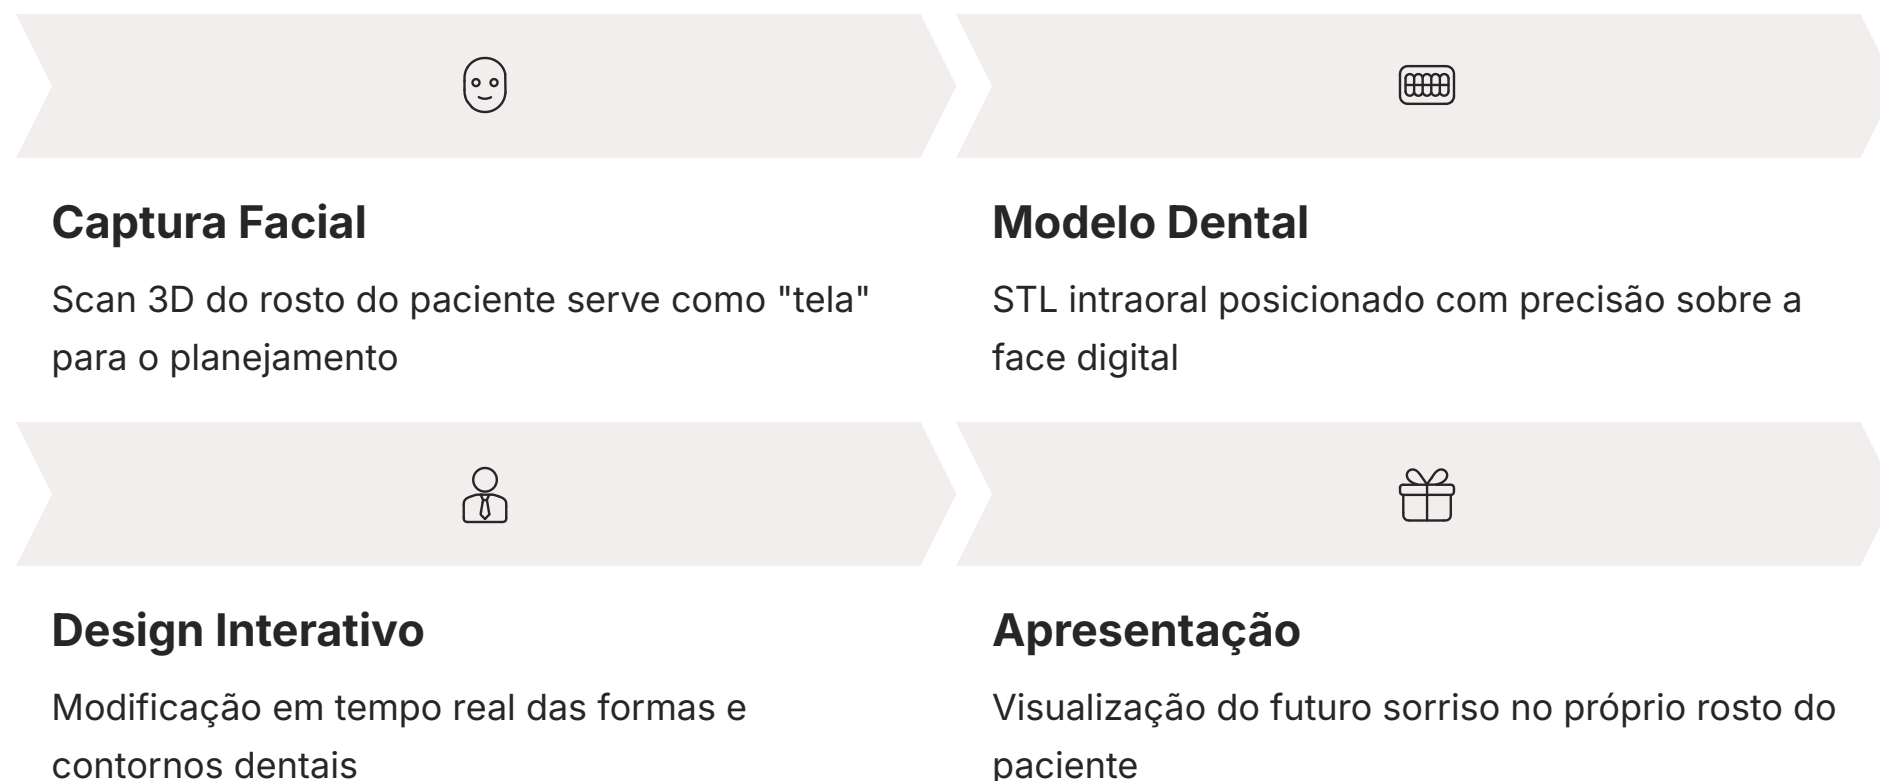 Captura Facial
Scan 3D do rosto do paciente serve como "tela"
para o planejamento
Modelo Dental
STL intraoral posicionado com precisão sobre a
face digital
Design Interativo
Modificação em tempo real das formas e
contornos dentais
Apresentação
Visualização do futuro sorriso no próprio rosto do
paciente